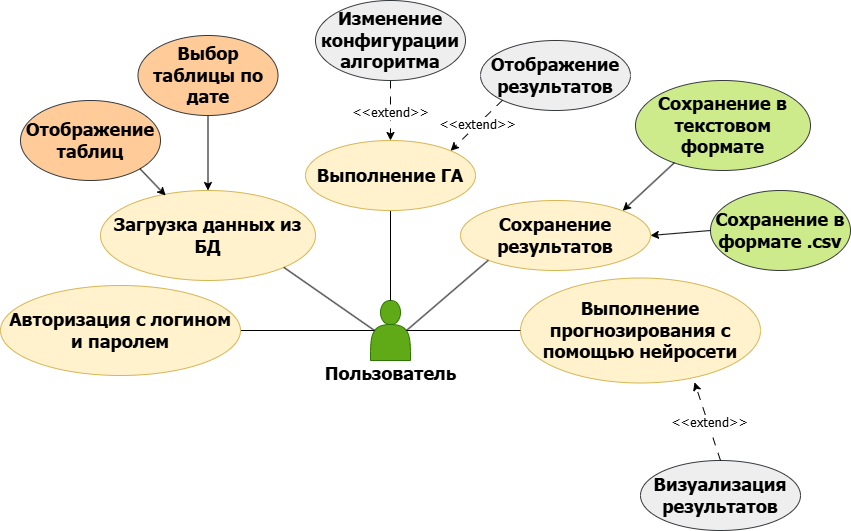 Изменение
конфигурации
алгоритма
Выбор
таблицы по
дате
Отображение
результатов
Сохранение в
текстовом
формате
<<extend>>
<<extend>>
Отображение
таблиц
Выполнение ГА
Загрузка данных из
БД
Сохранение
результатов
Сохранение в
формате .csv
Авторизация с логином
и паролем
Выполнение
прогнозирования с
помощью нейросети
Пользователь
<<extend>>
Визуализация
результатов